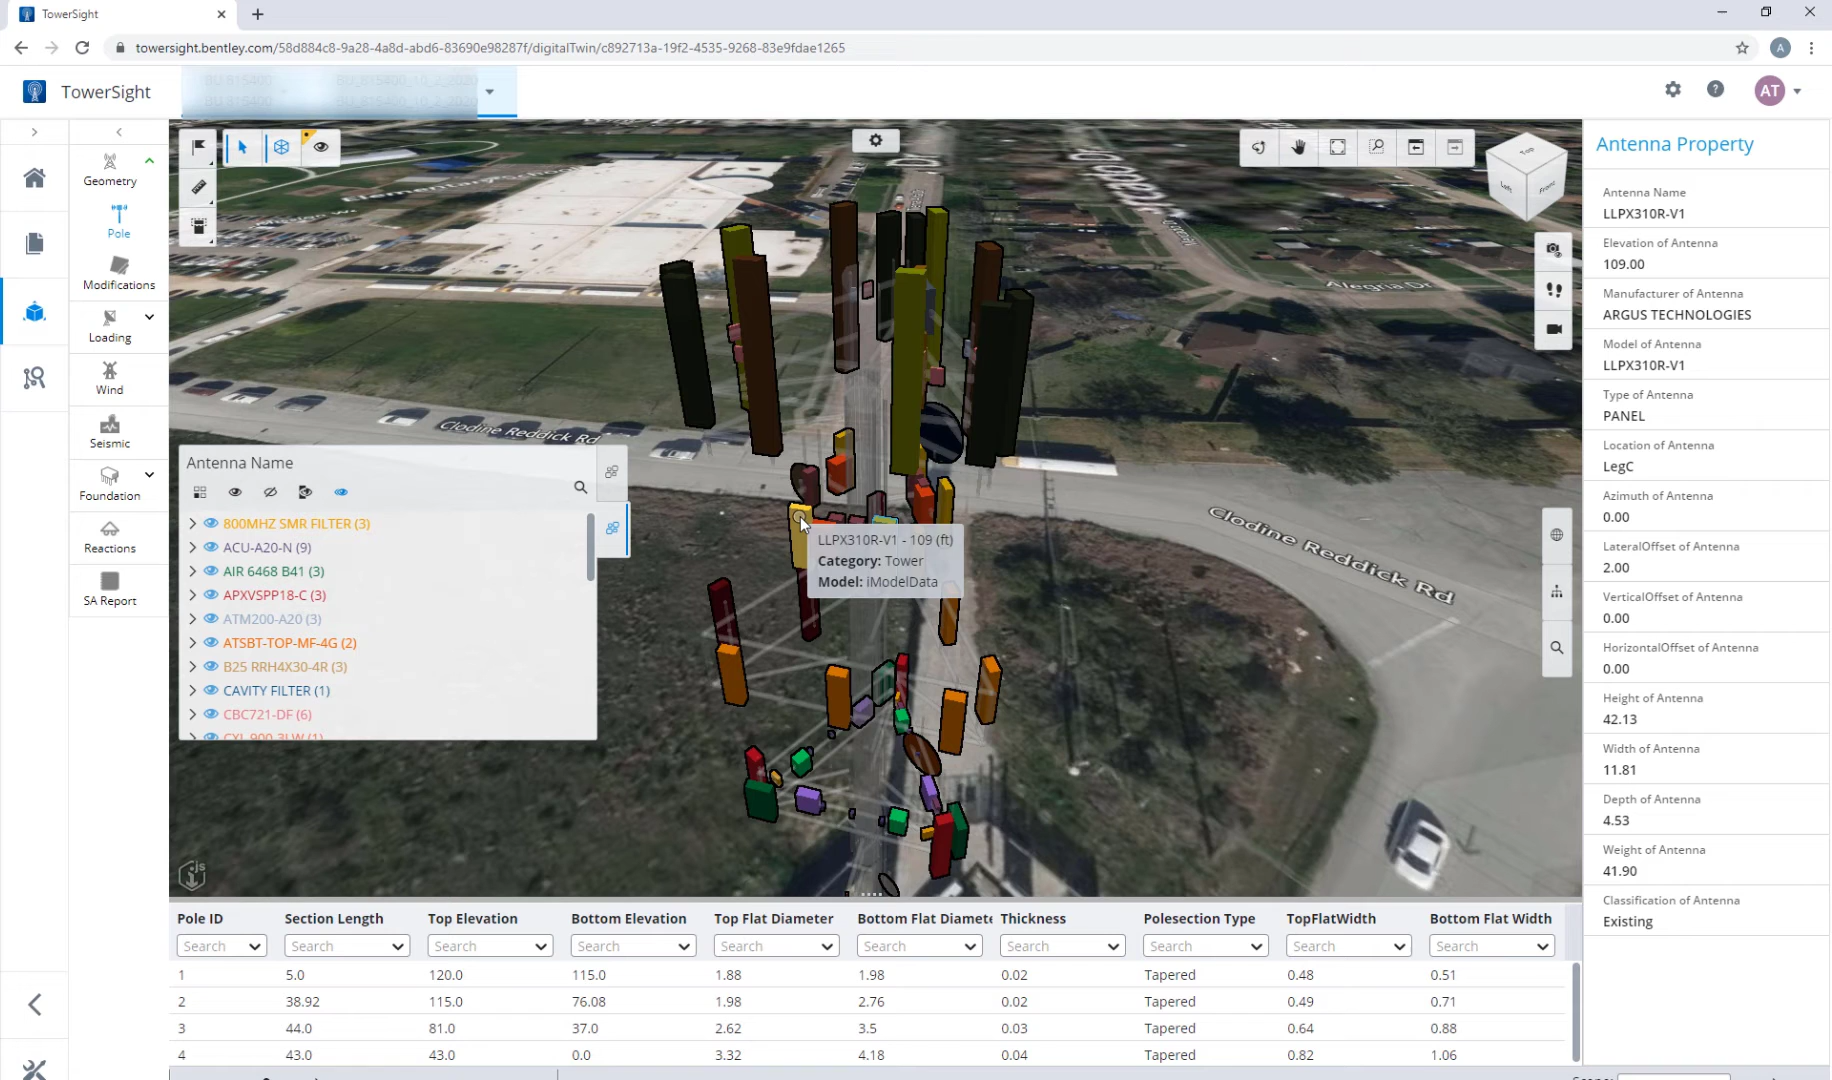 TowerSight
towersight.bentley.com/58d884c8-9a28-4a8d-abd6-83690e98287f/digitalTwin/c892713a-19f2-4535-9268-83e9fdae1265
A
TowerSight
AT
Geometry
Pole
Modifications
Loading
Wind
Seismic
Foundation
Reactions
SA Report
Elementary School
Alegria Dr
Clodine Reddick Rd
Clodine Reddick Rd
Top
Left
Front
Antenna Name
800MHZ SMR FILTER (3)
ACU-A20-N (9)
AIR 6468 B41 (3)
APXVSPP18-C (3)
ATM200-A20 (3)
ATSBT-TOP-MF-4G (2)
B25 RRH4X30-4R (3)
CAVITY FILTER (1)
CBC721-DF (6)
CXL 900-3LW (1)
LLPX310R-V1 - 109 (ft)
Category: Tower
Model: iModelData
js
Antenna Property
Antenna Name
LLPX310R-V1
Elevation of Antenna
109.00
Manufacturer of Antenna
ARGUS TECHNOLOGIES
Model of Antenna
LLPX310R-V1
Type of Antenna
PANEL
Location of Antenna
LegC
Azimuth of Antenna
0.00
LateralOffset of Antenna
2.00
VerticalOffset of Antenna
0.00
HorizontalOffset of Antenna
0.00
Height of Antenna
42.13
Width of Antenna
11.81
Depth of Antenna
4.53
Weight of Antenna
41.90
Classification of Antenna
Existing
Pole ID Section Length Top Elevation Bottom Elevation Top Flat Diameter Bottom Flat Diamete Thickness Polesection Type TopFlatWidth Bottom Flat Width
Search Search Search Search Search Search Search Search Search Search
1 5.0 120.0 115.0 1.88 1.98 0.02 Tapered 0.48 0.51
2 38.92 115.0 76.08 1.98 2.76 0.02 Tapered 0.49 0.71
3 44.0 81.0 37.0 2.62 3.5 0.03 Tapered 0.64 0.88
4 43.0 43.0 0.0 3.32 4.18 0.04 Tapered 0.82 1.06